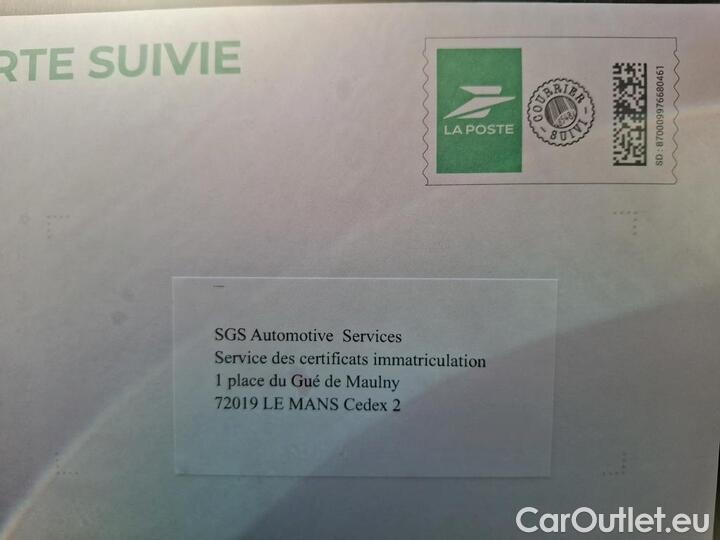 RTE SUIVIE
LA POSTE
COURRIER
SUIVI
SD : 870009976680461
SGS Automotive Services
Service des certificats immatriculation
1 place du Gué de Maulny
72019 LE MANS Cedex 2
CarOutlet.eu